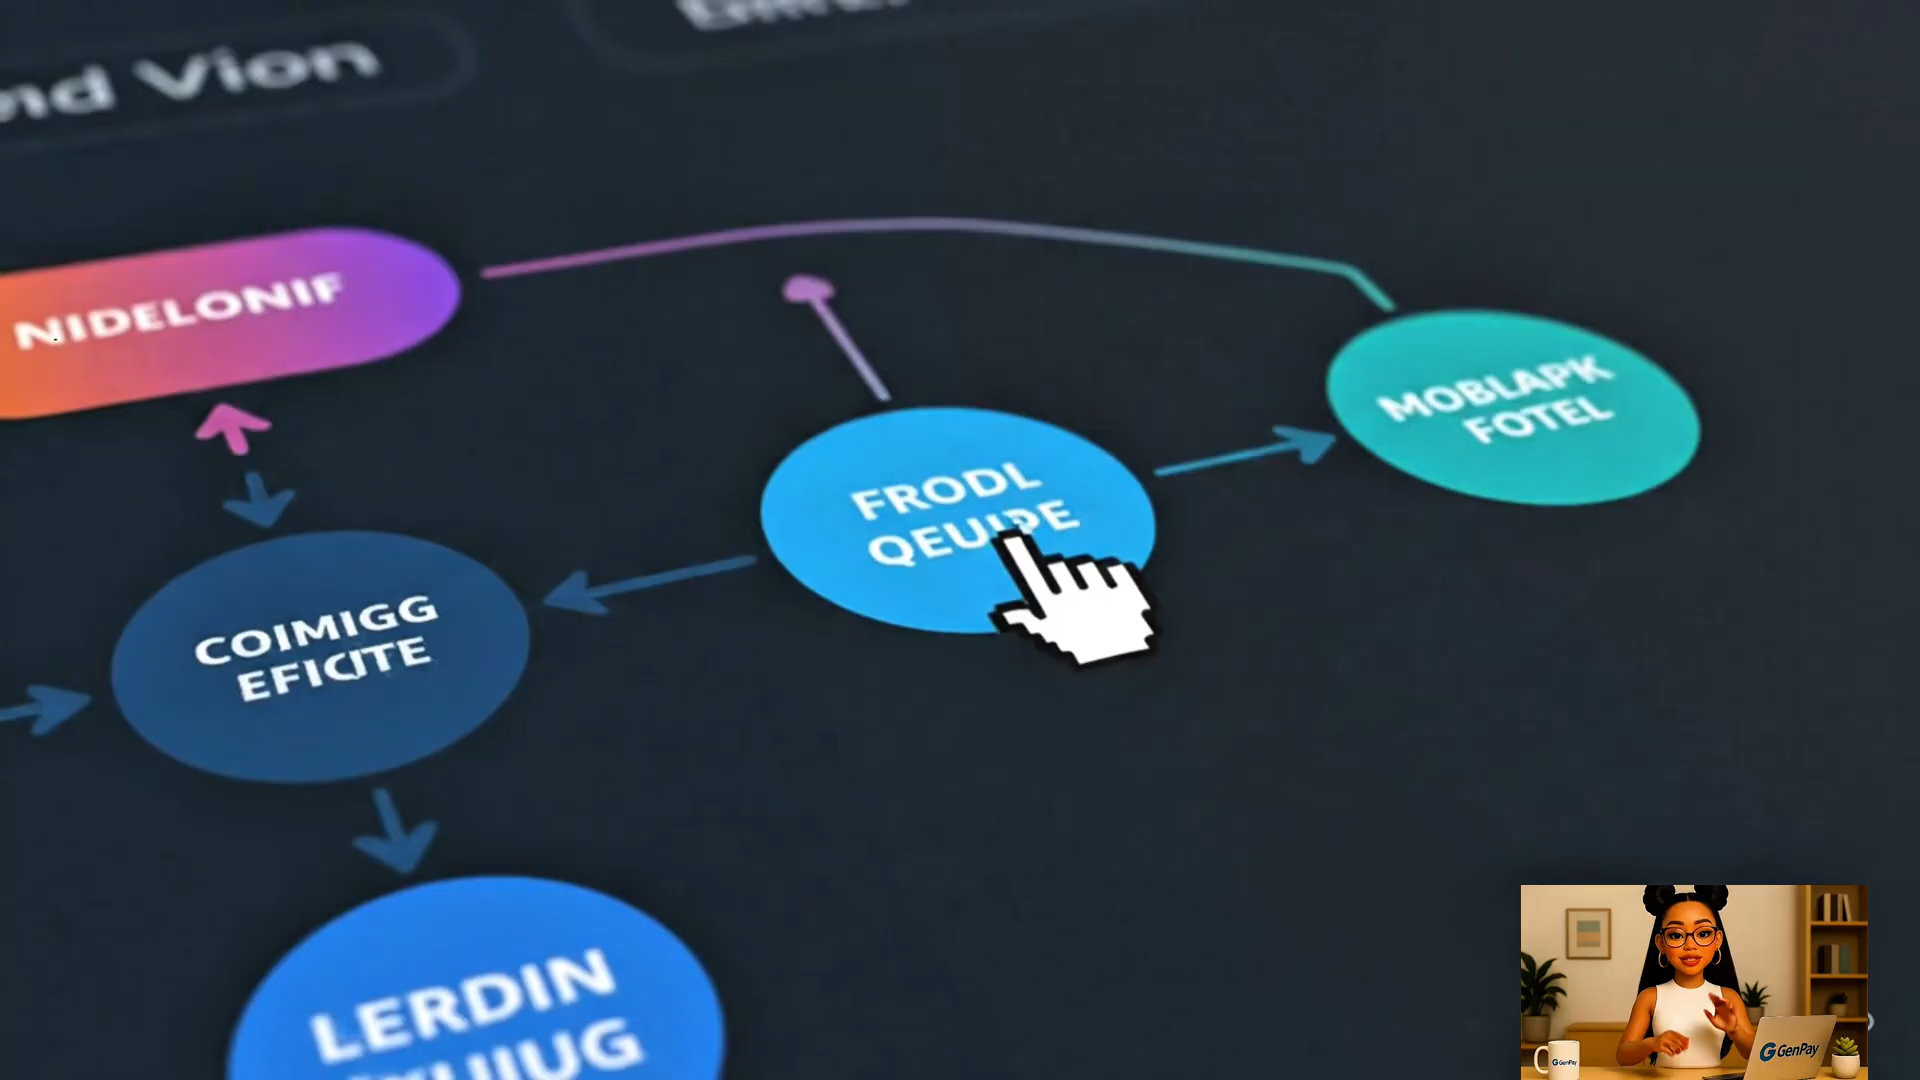 nd Vion
NIDELONIF
MOBLAPK
FOTEL
FRODL
QEUIPE
COIMIGG
EFICITE
LERDIN
GenPay
GenPay